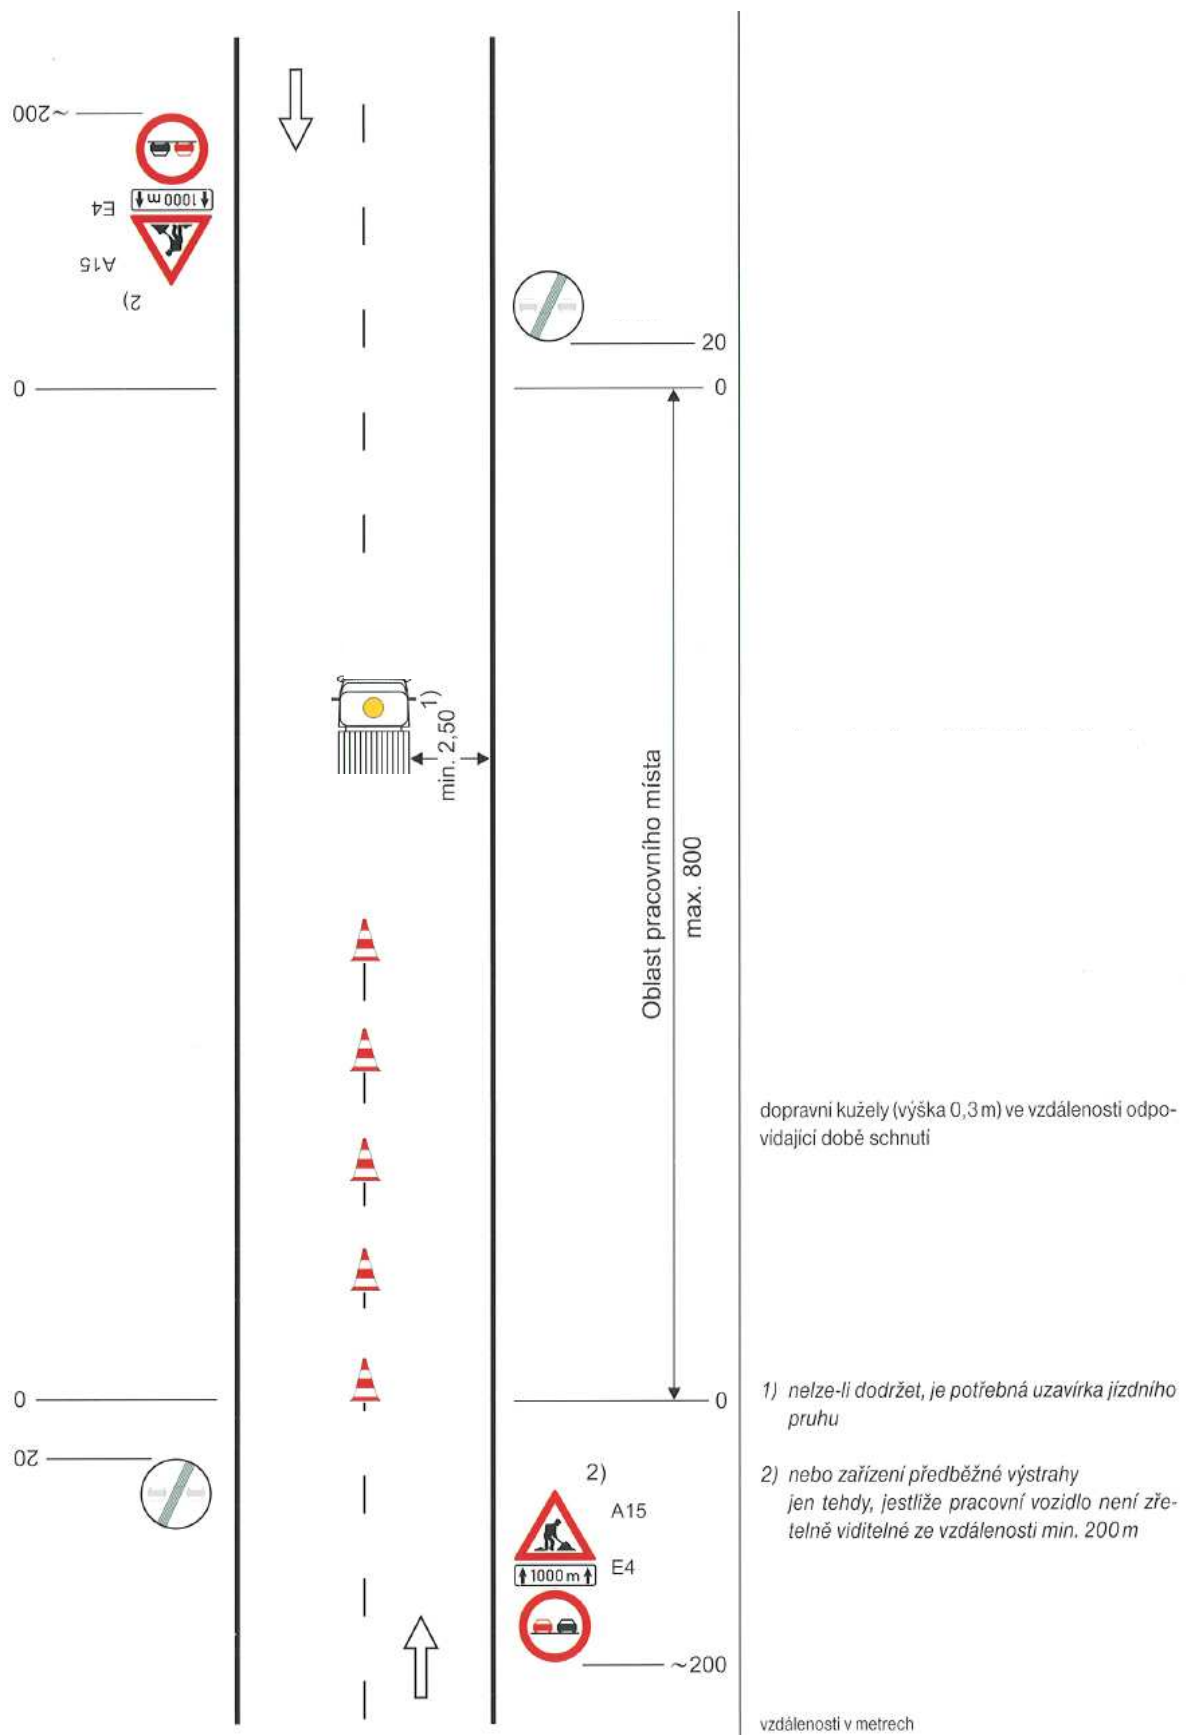 ~200
1000 m
E4
A15
2)
20
0
0
1)
min. 2,50
Oblast pracovního místa
max. 800
dopravní kužely (výška 0,3 m) ve vzdálenosti odpo-
vídající době schnutí
0
0
20
1) nelze-li dodržet, je potřebná uzavírka jízdního
pruhu
2) nebo zařízení předběžné výstrahy
jen tehdy, jestliže pracovní vozidlo není zře-
telně viditelné ze vzdálenosti min. 200 m
2)
A15
1000 m
E4
~200
vzdálenosti v metrech